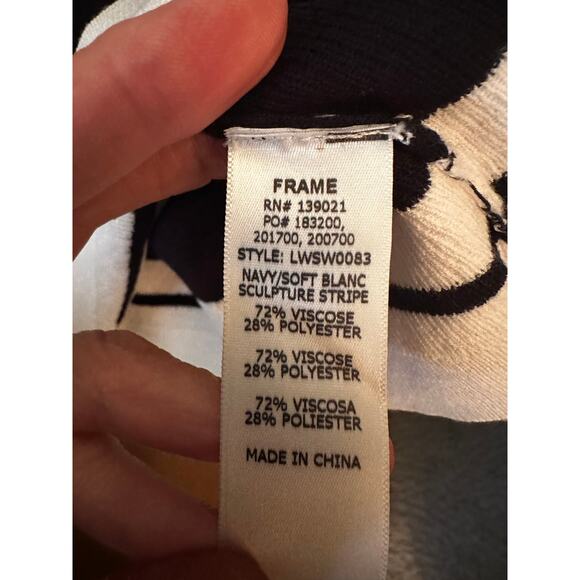 FRAME
RN# 139021
PO# 183200,
201700, 200700
STYLE: LWSW0083
NAVY/SOFT BLANC
SCULPTURE STRIPE
72% VISCOSE
28% POLYESTER
72% VISCOSE
28% POLYESTER
72% VISCOSA
28% POLIESTER
MADE IN CHINA